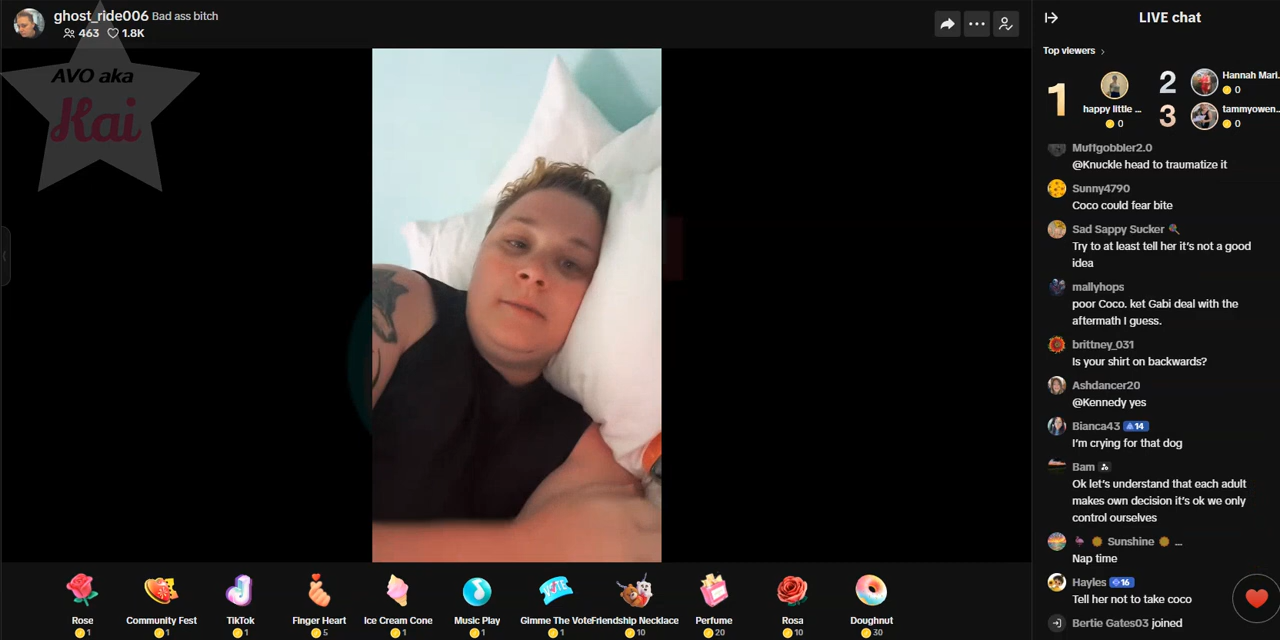 ghost_ride006 Bad ass bitch
463 1.8K
AVO aka
Kai
LIVE chat
Top viewers
1
happy little ...
0
2
Hannah Mari..
0
3
tammyowen..
0
Muffgobbler2.0
@Knuckle head to traumatize it
Sunny4790
Coco could fear bite
Sad Sappy Sucker
Try to at least tell her it's not a good
idea
mallyhops
poor Coco. ket Gabi deal with the
aftermath I guess.
brittney_031
Is your shirt on backwards?
Ashdancer20
@Kennedy yes
Bianca43 14
I'm crying for that dog
Bam
Ok let's understand that each adult
makes own decision it's ok we only
control ourselves
Sunshine ...
Nap time
Hayles 16
Tell her not to take coco
Bertie Gates03 joined
VOTE
Rose
1
Community Fest
1
TikTok
1
Finger Heart
5
Ice Cream Cone
1
Music Play
1
Gimme The Vote
1
Friendship Necklace
10
Perfume
20
Rosa
10
Doughnut
30